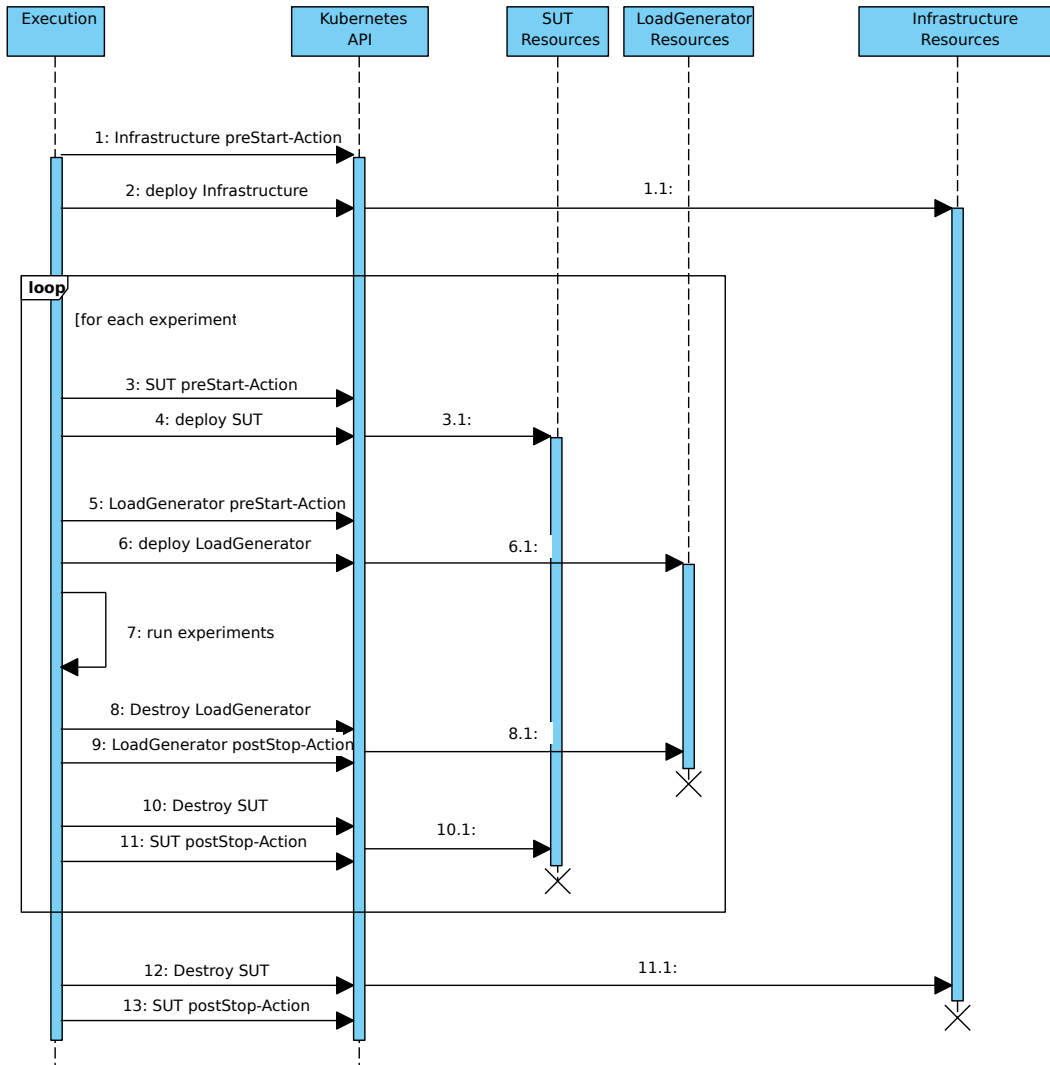 Execution
Kubernetes
API
SUT
Resources
LoadGenerator
Resources
Infrastructure
Resources
1: Infrastructure preStart-Action
2: deploy Infrastructure
1.1:
loop
[for each experiment
3: SUT preStart-Action
4: deploy SUT
3.1:
5: LoadGenerator preStart-Action
6: deploy LoadGenerator
6.1:
7: run experiments
8: Destroy LoadGenerator
8.1:
9: LoadGenerator postStop-Action
10: Destroy SUT
10.1:
11: SUT postStop-Action
12: Destroy SUT
11.1:
13: SUT postStop-Action